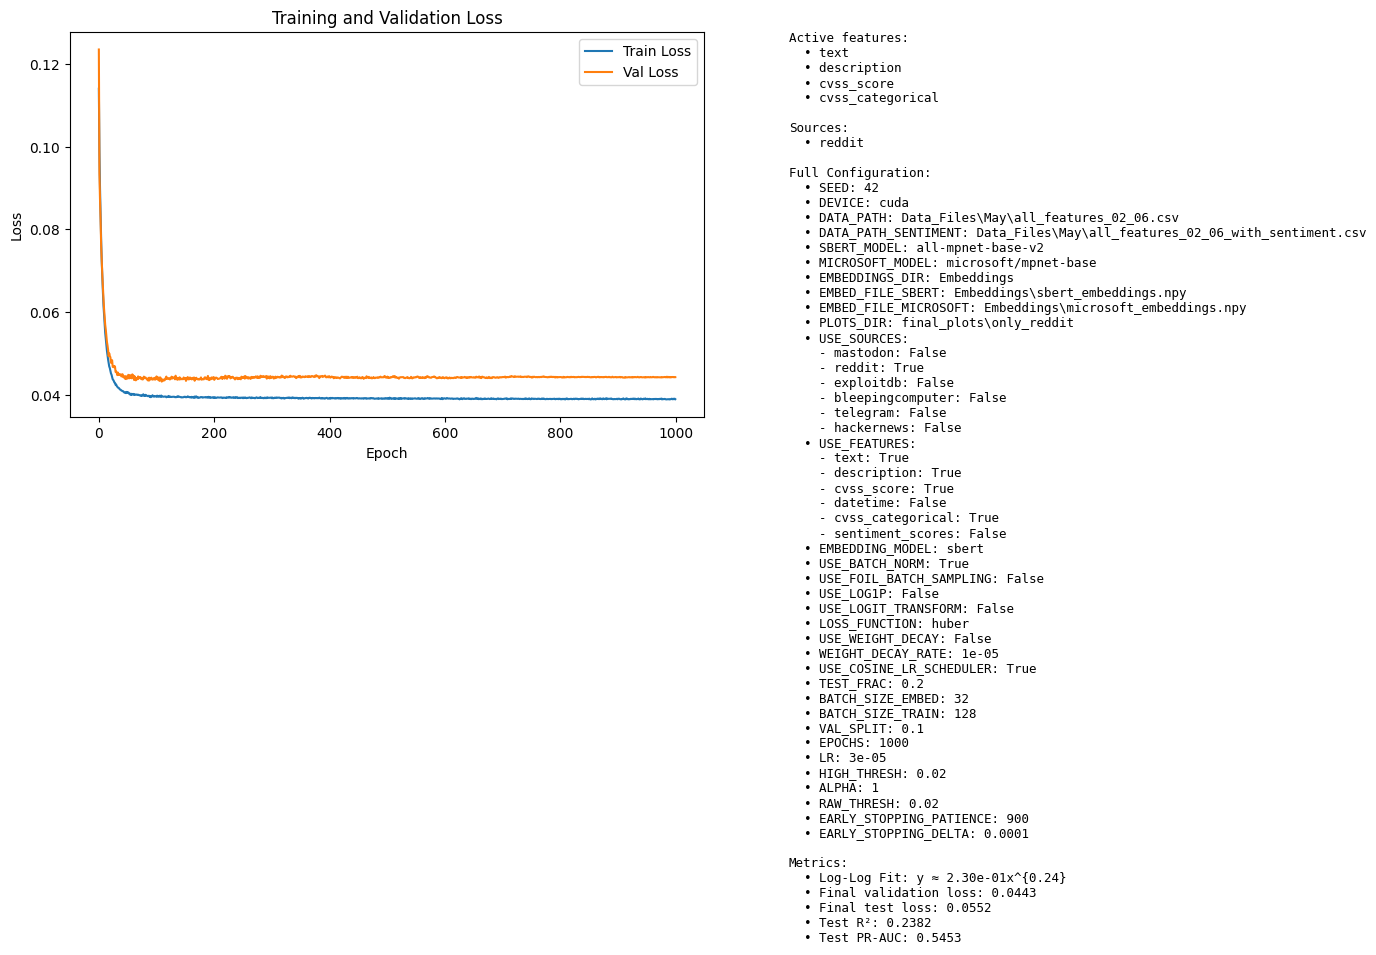 Training and Validation Loss
Train Loss
Val Loss
0.12
0.10
0.08
0.06
0.04
Loss
0
200
400
600
800
1000
Epoch
Active features:
• text
• description
• cvss_score
• cvss_categorical
Sources:
• reddit
Full Configuration:
• SEED: 42
• DEVICE: cuda
• DATA_PATH: Data_Files\May\all_features_02_06.csv
• DATA_PATH_SENTIMENT: Data_Files\May\all_features_02_06_with_sentiment.csv
• SBERT_MODEL: all-mpnet-base-v2
• MICROSOFT_MODEL: microsoft/mpnet-base
• EMBEDDINGS_DIR: Embeddings
• EMBED_FILE_SBERT: Embeddings\sbert_embeddings.npy
• EMBED_FILE_MICROSOFT: Embeddings\microsoft_embeddings.npy
• PLOTS_DIR: final_plots\only_reddit
• USE_SOURCES:
- mastodon: False
- reddit: True
- exploitdb: False
- bleepingcomputer: False
- telegram: False
- hackernews: False
• USE_FEATURES:
- text: True
- description: True
- cvss_score: True
- datetime: False
- cvss_categorical: True
- sentiment_scores: False
• EMBEDDING_MODEL: sbert
• USE_BATCH_NORM: True
• USE_FOIL_BATCH_SAMPLING: False
• USE_LOG1P: False
• USE_LOGIT_TRANSFORM: False
• LOSS_FUNCTION: huber
• USE_WEIGHT_DECAY: False
• WEIGHT_DECAY_RATE: 1e-05
• USE_COSINE_LR_SCHEDULER: True
• TEST_FRAC: 0.2
• BATCH_SIZE_EMBED: 32
• BATCH_SIZE_TRAIN: 128
• VAL_SPLIT: 0.1
• EPOCHS: 1000
• LR: 3e-05
• HIGH_THRESH: 0.02
• ALPHA: 1
• RAW_THRESH: 0.02
• EARLY_STOPPING_PATIENCE: 900
• EARLY_STOPPING_DELTA: 0.0001
Metrics:
• Log-Log Fit: y ≈ 2.30e-01x^{0.24}
• Final validation loss: 0.0443
• Final test loss: 0.0552
• Test R²: 0.2382
• Test PR-AUC: 0.5453